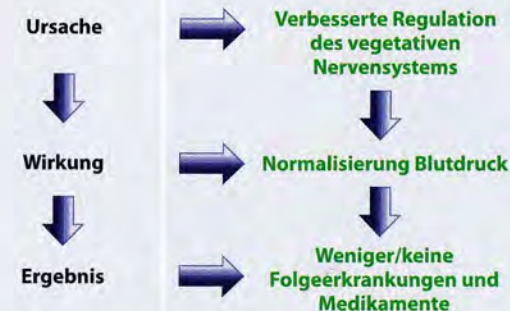 Ursache
Verbesserte Regulation
des vegetativen
Nervensystems
Wirkung
Normalisierung Blutdruck
Ergebnis
Weniger/keine
Folgeerkrankungen und
Medikamente